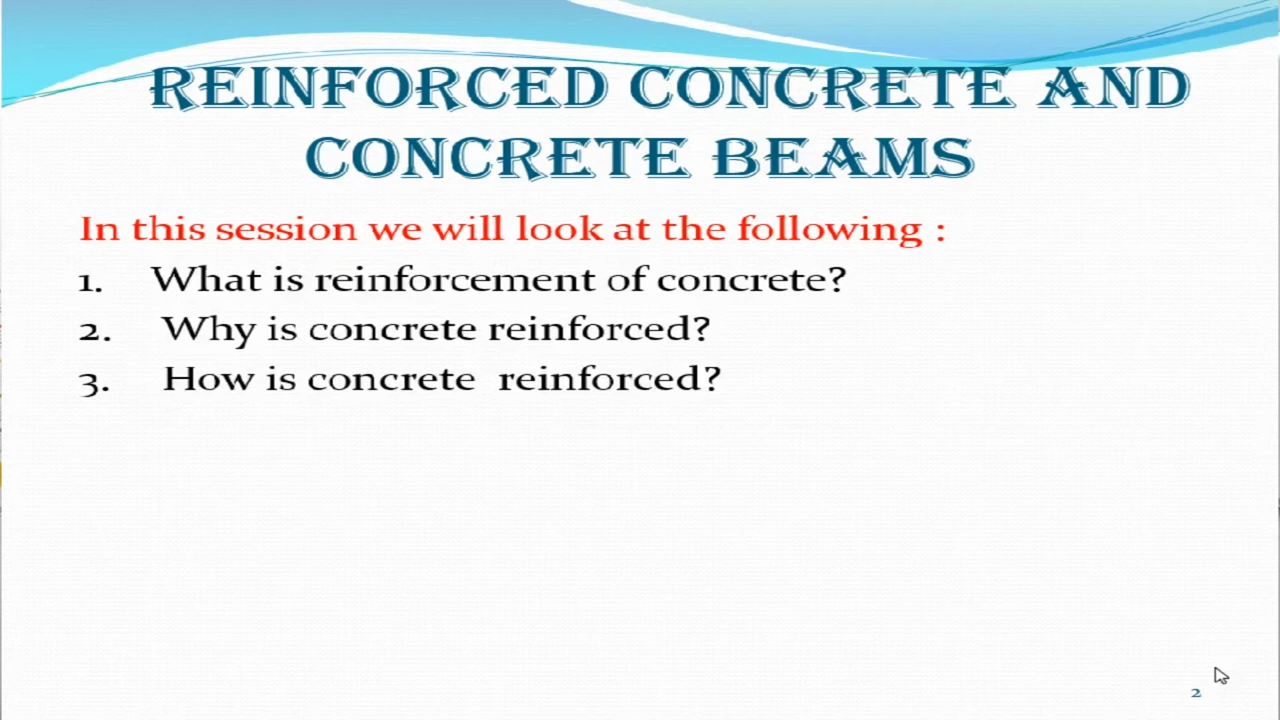 REINFORCED CONCRETE AND
CONCRETE BEAMS
In this session we will look at the following :
1. What is reinforcement of concrete?
2. Why is concrete reinforced?
3. How is concrete reinforced?
2